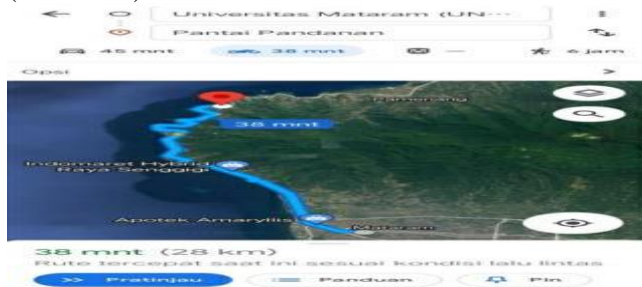 Universitas Mataram (UN...
Pantai Pandanan
45 mnt 38 mnt — 6 jam
Opsi
Pamenang
38 mnt
Indomaret Hybrid
Raya Senggigi
Apotek Amaryllis
Mataram
38 mnt (28 km)
Rute tercepat saat ini sesuai kondisi lalu lintas
Pratinjau Panduan Pin